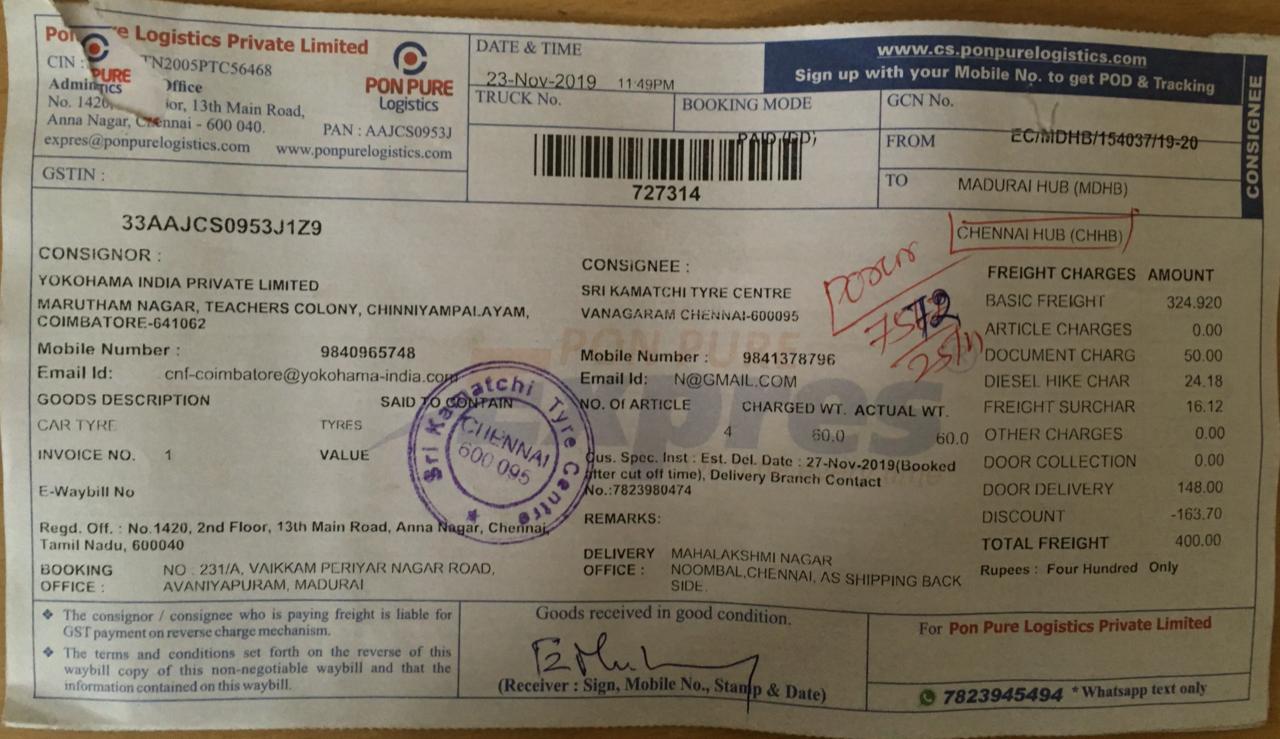 Pon Pure Logistics Private Limited
CIN : TN2005PTC56468
Office
No. 1420, 13th Main Road,
Anna Nagar, Chennai - 600 040.
PAN : AAJCS0953J
expres@ponpurelogistics.com www.ponpurelogistics.com
PURE
PON PURE
Logistics
GSTIN :
33AAJCS0953J1Z9
DATE & TIME
23-Nov-2019 11:49PM
TRUCK No.
BOOKING MODE
PAID (GD)
727314
www.cs.ponpurelogistics.com
Sign up with your Mobile No. to get POD & Tracking
GCN No.
EC/MDHB/154037/19-20
FROM
MADURAI HUB (MDHB)
TO
CHENNAI HUB (CHHB)
CONSIGNEE
CONSIGNOR :
YOKOHAMA INDIA PRIVATE LIMITED
MARUTHAM NAGAR, TEACHERS COLONY, CHINNIYAMPALAYAM,
COIMBATORE-641062
Mobile Number : 9840965748
Email Id: cnf-coimbatore@yokohama-india.com
GOODS DESCRIPTION SAID TO CONTAIN
CAR TYRE TYRES
INVOICE NO. 1 VALUE
E-Waybill No
Regd. Off. : No.1420, 2nd Floor, 13th Main Road, Anna Nagar, Chennai,
Tamil Nadu, 600040
BOOKING OFFICE : NO : 231/A, VAIKKAM PERIYAR NAGAR ROAD,
AVANIYAPURAM, MADURAI
CONSIGNEE :
SRI KAMATCHI TYRE CENTRE
VANAGARAM CHENNAI-600095
Mobile Number : 9841378796
Email Id: N@GMAIL.COM
NO. Of ARTICLE CHARGED WT. ACTUAL WT.
4 60.0 60.0
Cus. Spec. Inst : Est. Del. Date : 27-Nov-2019(Booked
after cut off time), Delivery Branch Contact
No.:7823980474
REMARKS:
DELIVERY OFFICE : MAHALAKSHMI NAGAR
NOOMBAL,CHENNAI, AS SHIPPING BACK
SIDE.
PON PURE
Expres
Sri Kamatchi Tyre Centre
CHENNAI
600 095
25/11
FREIGHT CHARGES AMOUNT
BASIC FREIGHT 324.920
ARTICLE CHARGES 0.00
DOCUMENT CHARG 50.00
DIESEL HIKE CHAR 24.18
FREIGHT SURCHAR 16.12
OTHER CHARGES 0.00
DOOR COLLECTION 0.00
DOOR DELIVERY 148.00
DISCOUNT -163.70
TOTAL FREIGHT 400.00
Rupees : Four Hundred Only
❖ The consignor / consignee who is paying freight is liable for
GST payment on reverse charge mechanism.
❖ The terms and conditions set forth on the reverse of this
waybill copy of this non-negotiable waybill and that the
information contained on this waybill.
Goods received in good condition.
(Receiver : Sign, Mobile No., Stamp & Date)
For Pon Pure Logistics Private Limited
7823945494 *Whatsapp text only